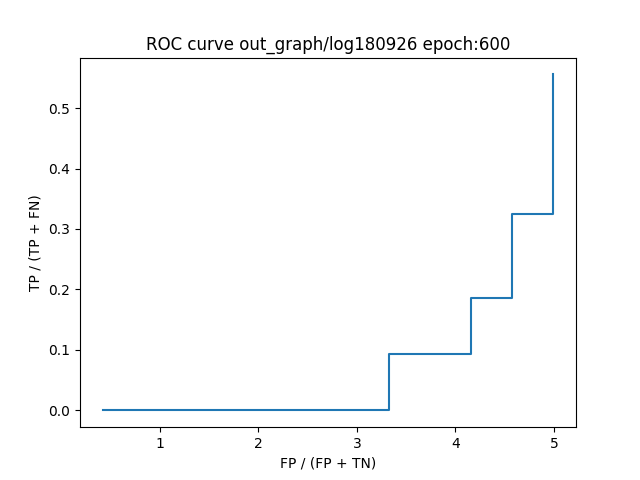 ROC curve out_graph/log180926 epoch:600
TP / (TP + FN)
0.5
0.4
0.3
0.2
0.1
0.0
1 2 3 4 5
FP / (FP + TN)